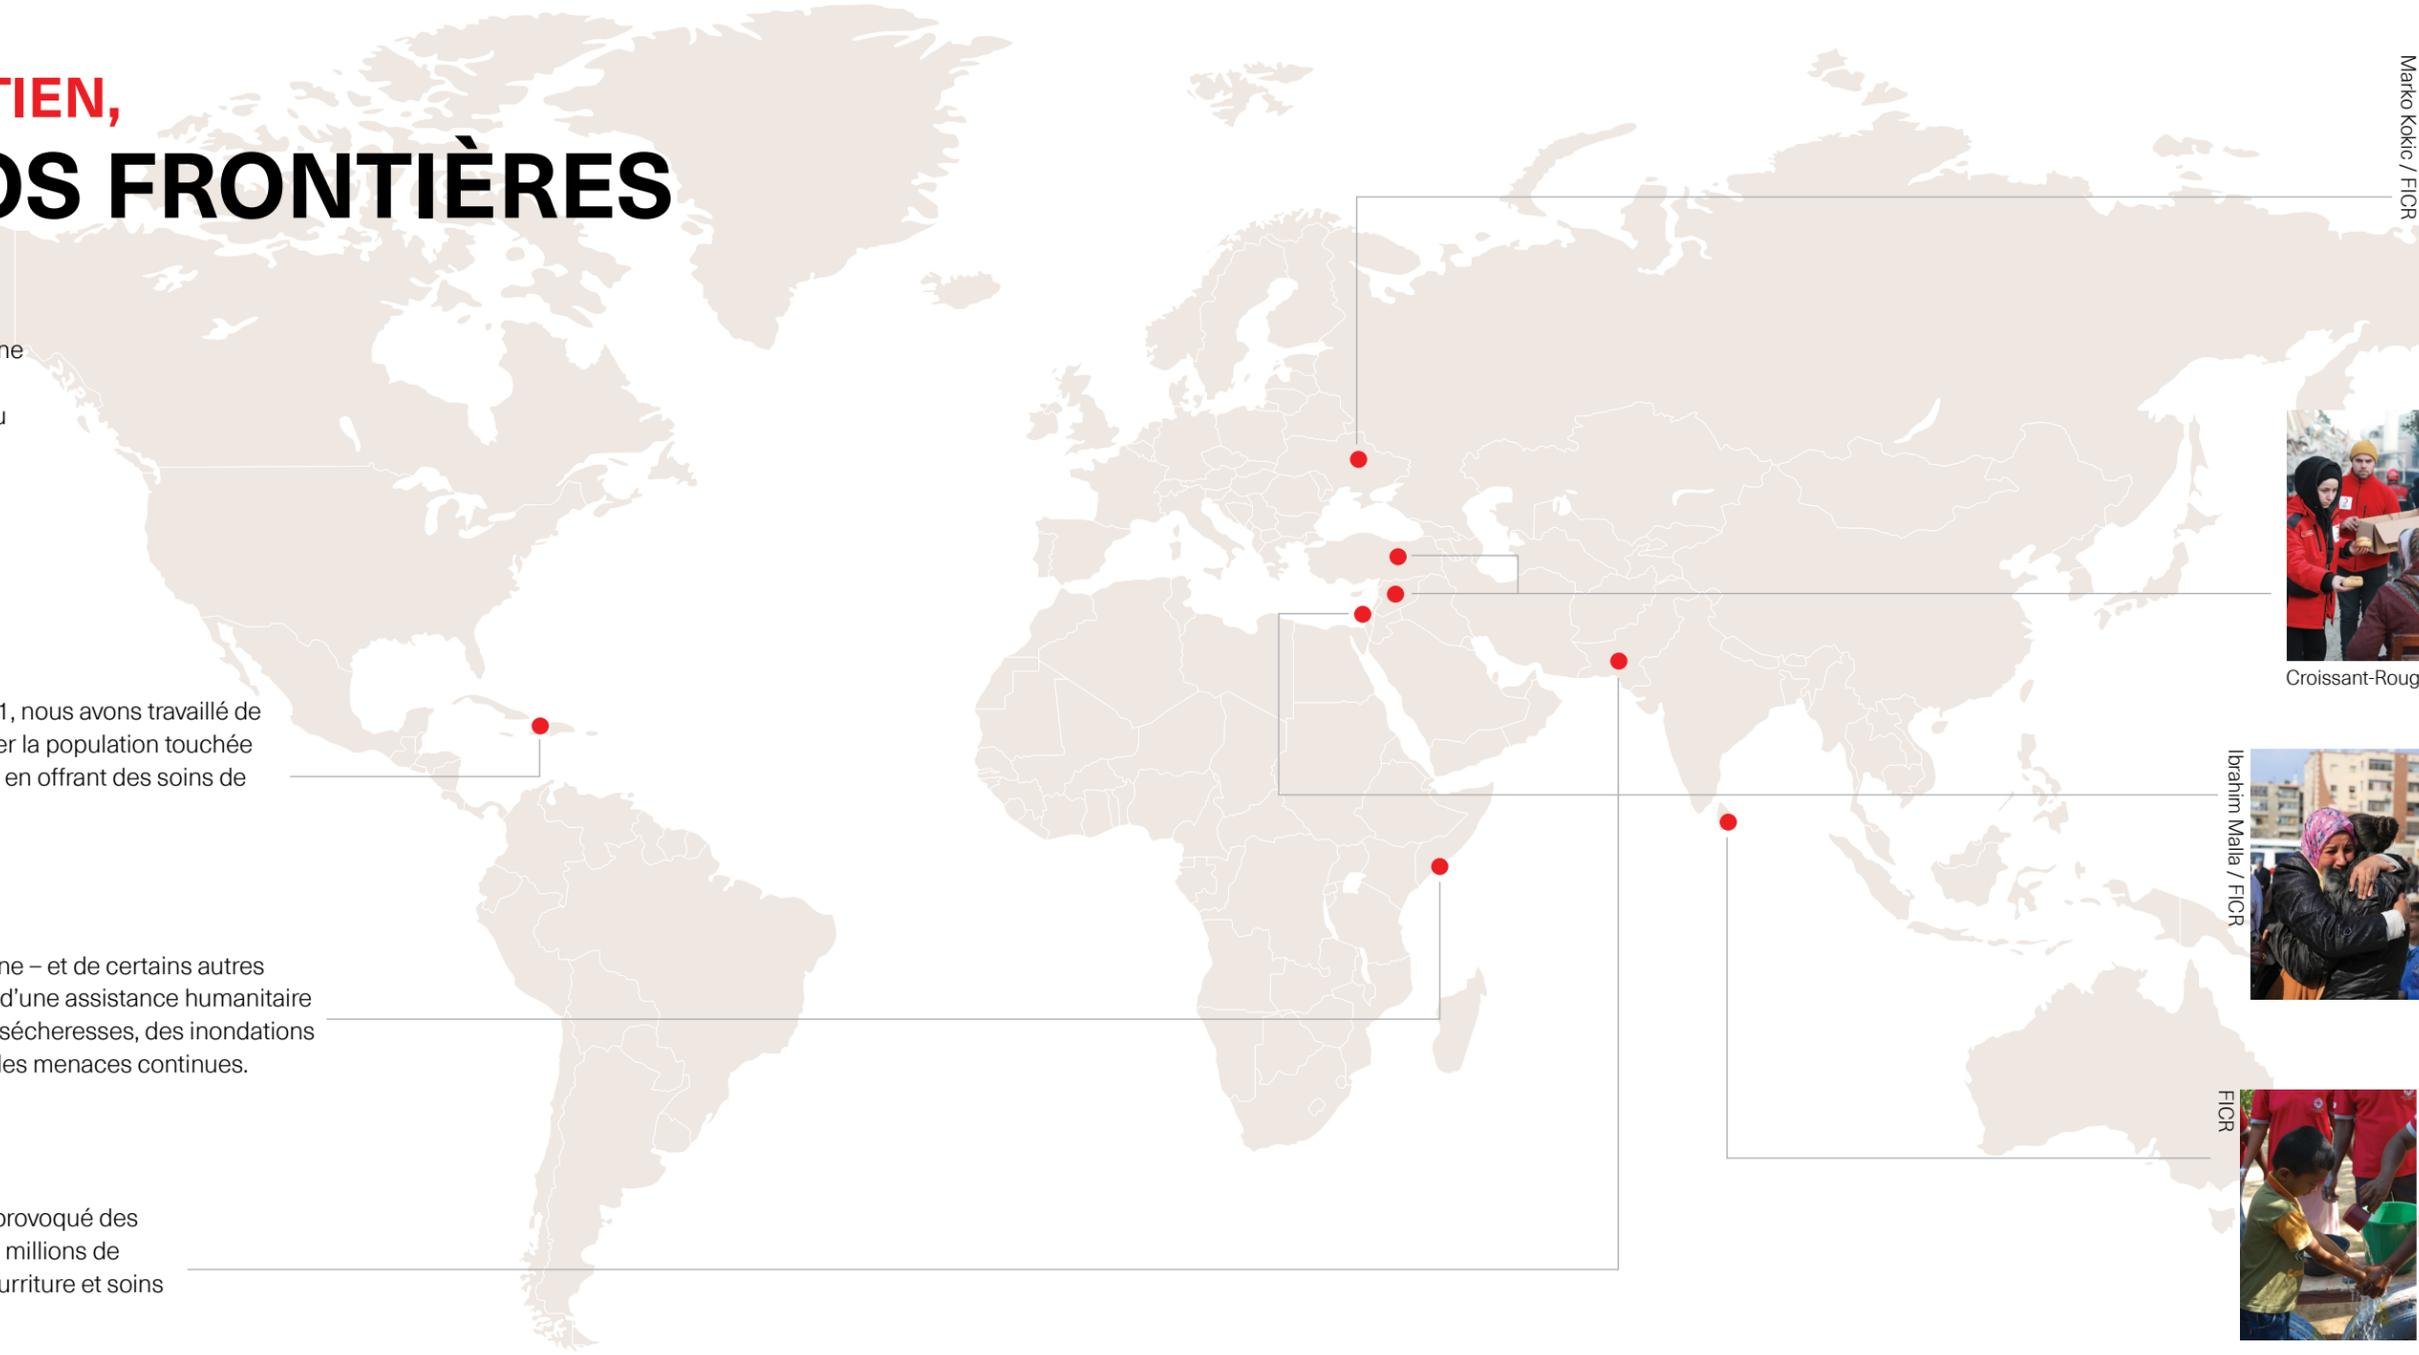 TIEN,
OS FRONTIÈRES
ne
u
1, nous avons travaillé de
er la population touchée
en offrant des soins de
ne – et de certains autres
d’une assistance humanitaire
sécheresses, des inondations
les menaces continues.
provoqué des
millions de
urriture et soins
Marko Kokic / FICR
Croissant-Roug
Ibrahim Malla / FICR
FICR